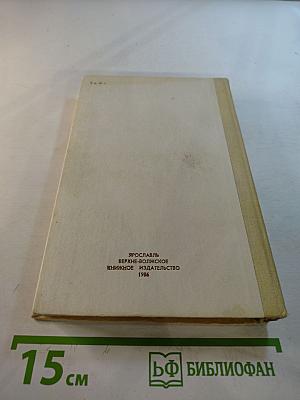 ЯРОСЛАВЛЬ
ВЕРХНЕ-ВОЛЖСКОЕ
КНИЖНОЕ ИЗДАТЕЛЬСТВО
1986
15 см
БФ БИБЛИОФАН